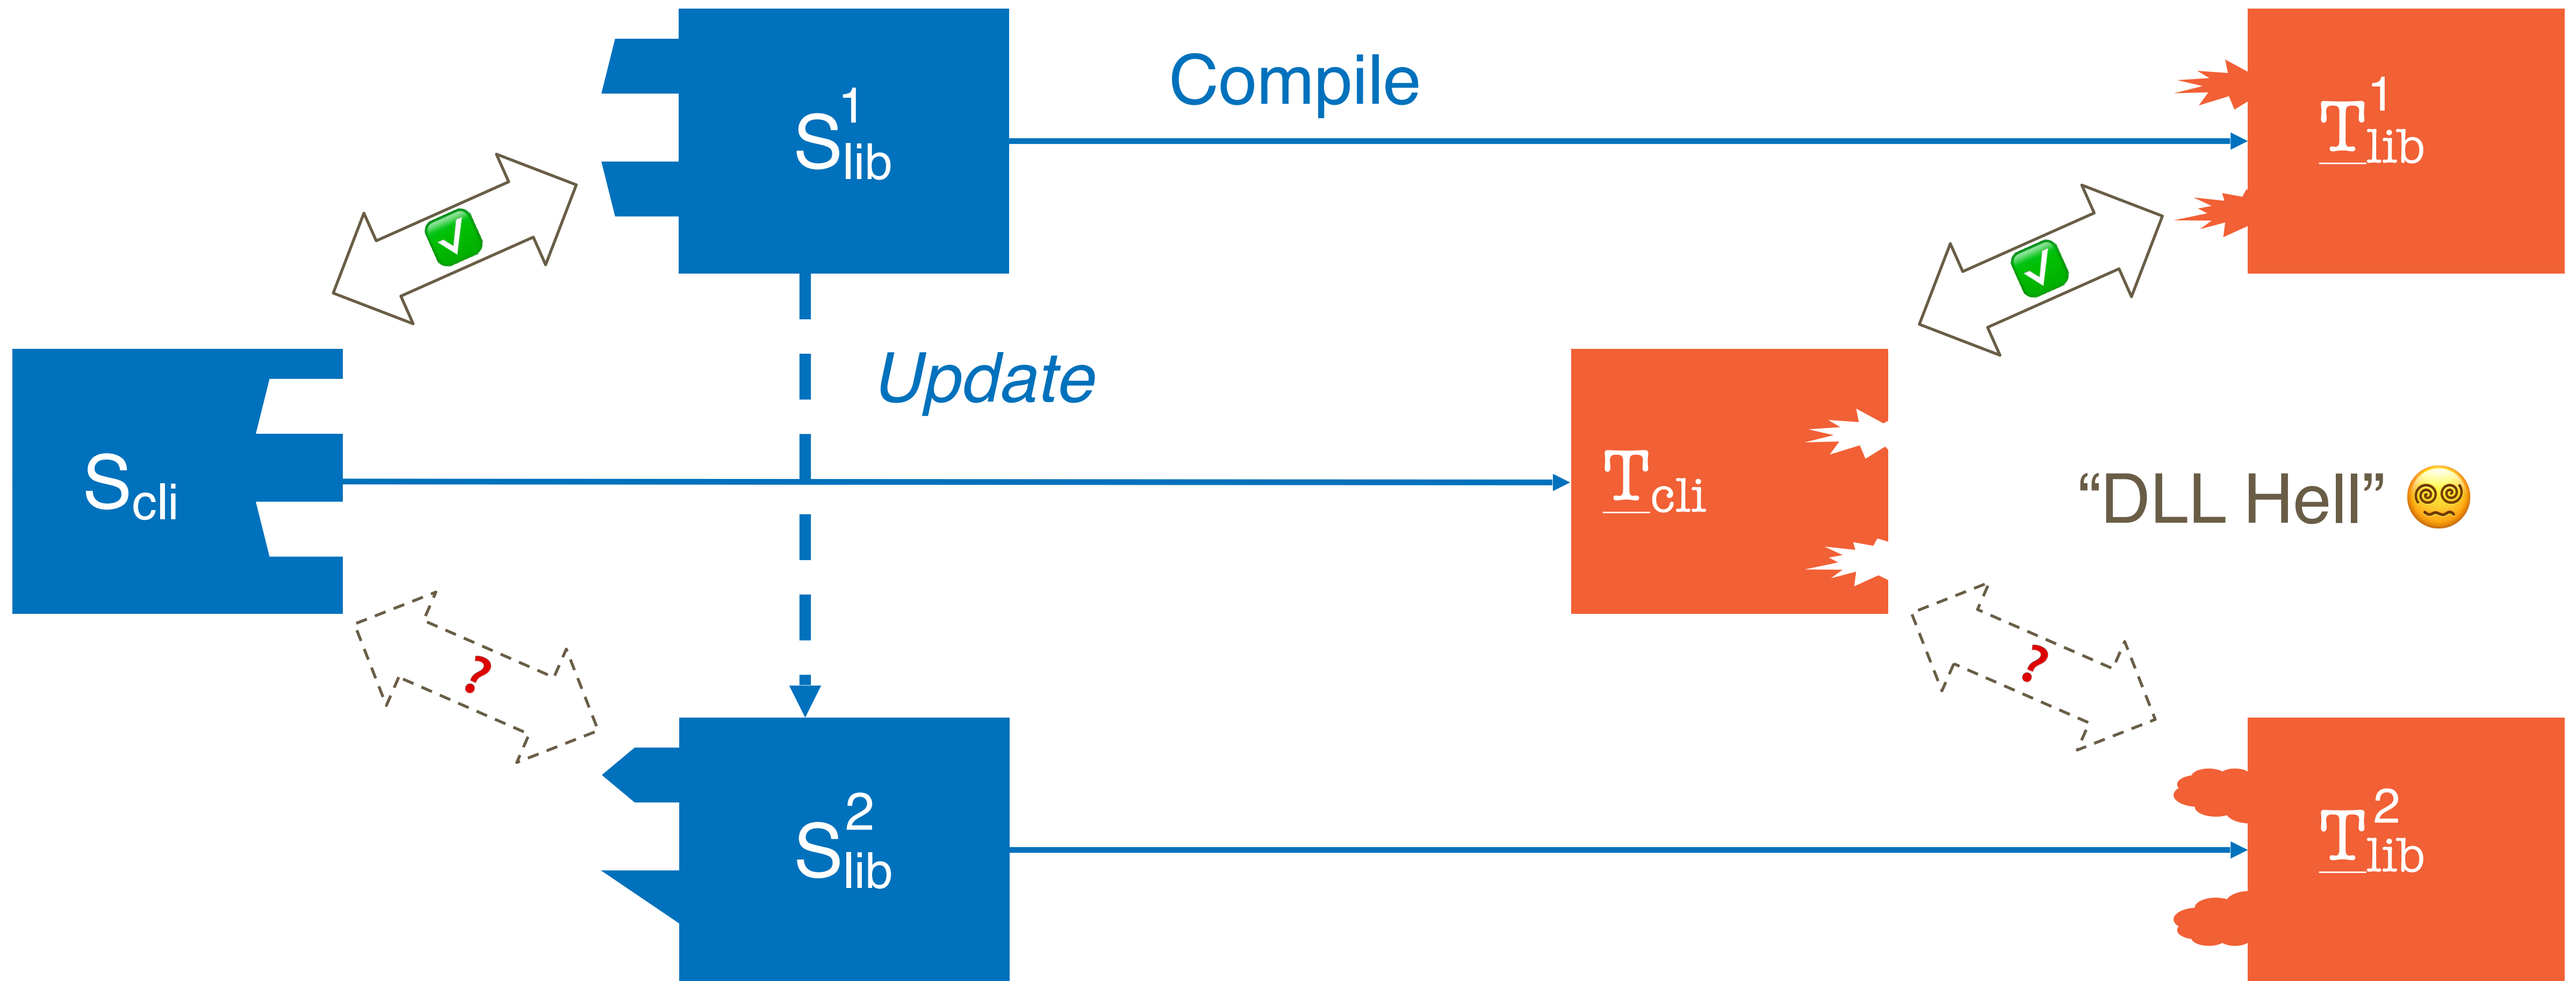 S¹lib
Compile
T¹lib
✓
✓
Update
Scli
Tcli
“DLL Hell” 😵‍💫
?
?
S²lib
T²lib